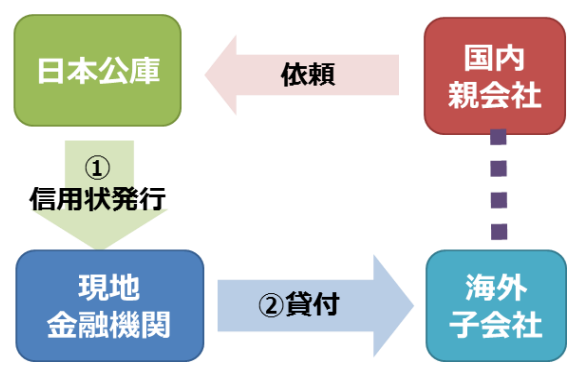 日本公庫
依頼
国内
親会社
①
信用状発行
現地
金融機関
②貸付
海外
子会社